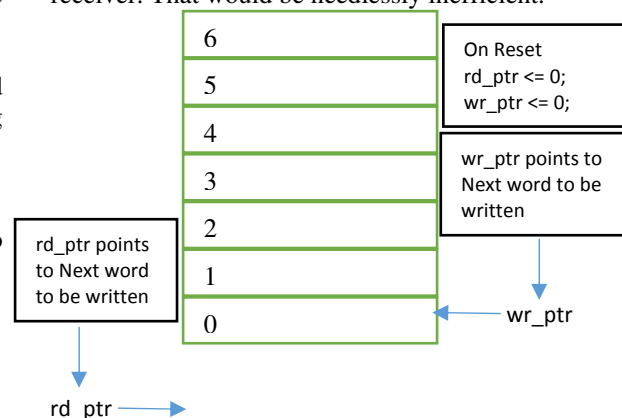 receiver. That would be needlessly inefficient.
6
5
4
3
2
1
0
On Reset
rd_ptr <= 0;
wr_ptr <= 0;
wr_ptr points to
Next word to be
written
rd_ptr points
to Next word
to be written
wr_ptr
rd_ptr